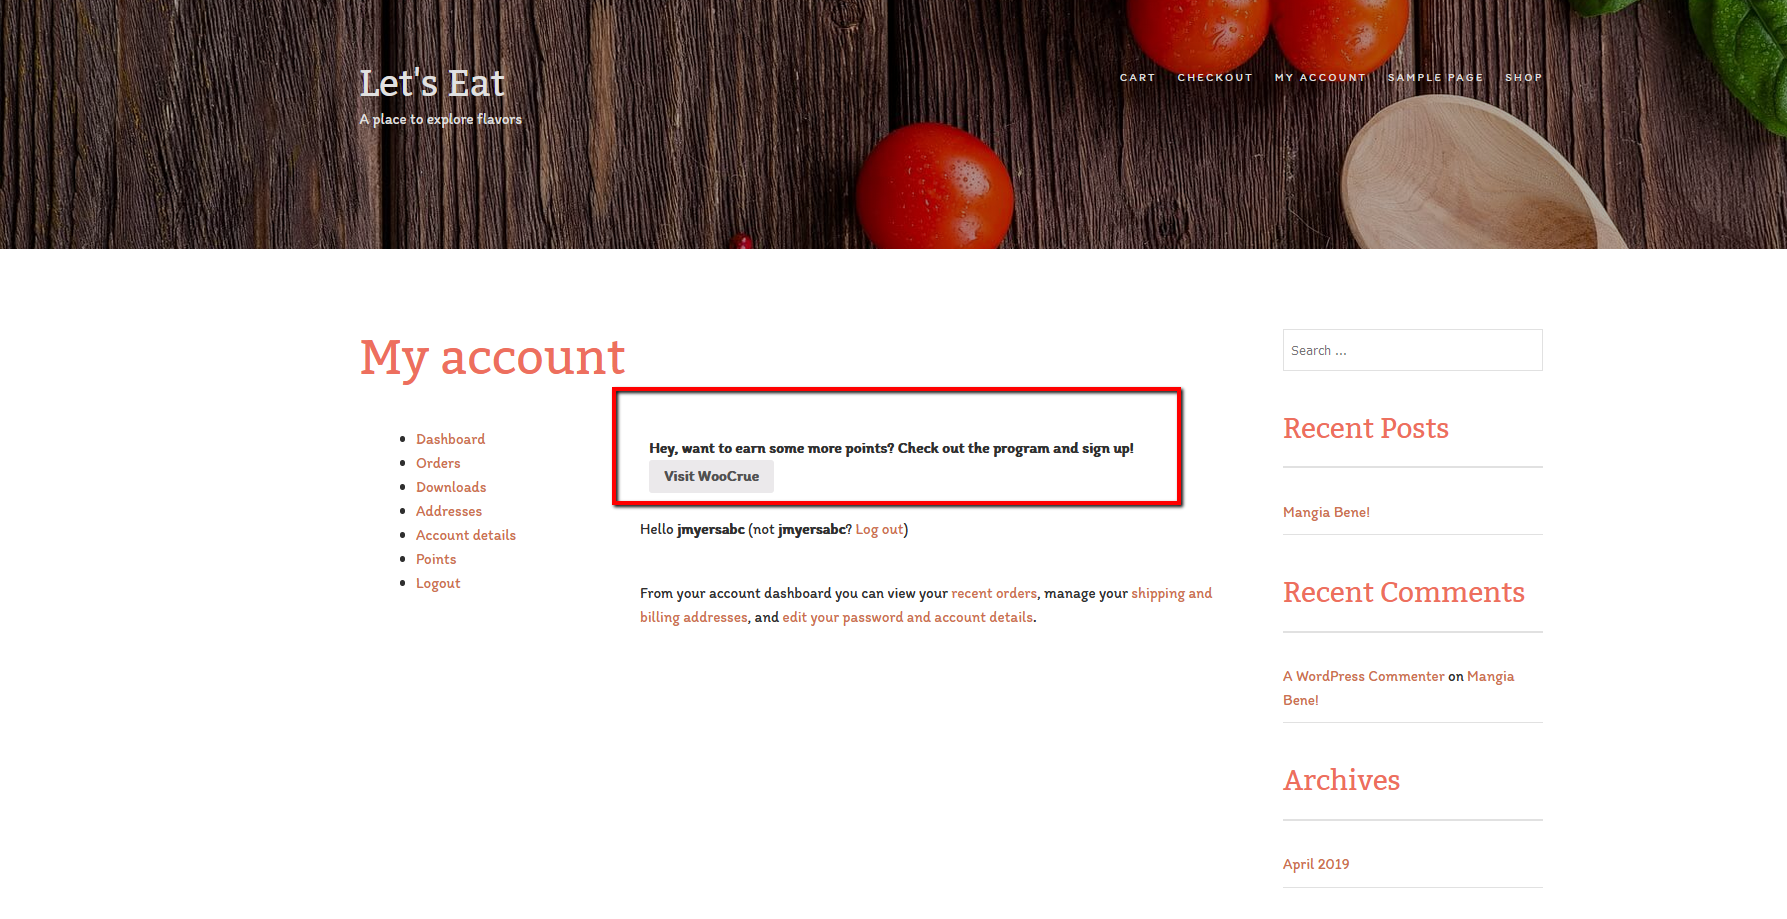 Let's Eat
A place to explore flavors
CART CHECKOUT MY ACCOUNT SAMPLE PAGE SHOP
My account
Dashboard
Orders
Downloads
Addresses
Account details
Points
Logout
Hey, want to earn some more points? Check out the program and sign up!
Visit WooCrue
Hello jmyersabc (not jmyersabc? Log out)
From your account dashboard you can view your recent orders, manage your shipping and
billing addresses, and edit your password and account details.
Search ...
Recent Posts
Mangia Bene!
Recent Comments
A WordPress Commenter on Mangia
Bene!
Archives
April 2019